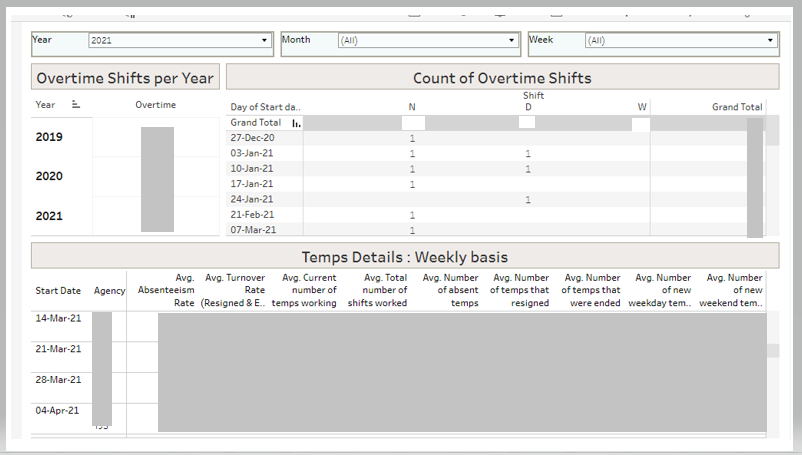 Year 2021 Month (All) Week (All)
Overtime Shifts per Year
Count of Overtime Shifts
Year Overtime
2019
2020
2021
Shift
Day of Start da.. N D W Grand Total
Grand Total
27-Dec-20 1
03-Jan-21 1 1
10-Jan-21 1 1
17-Jan-21 1
24-Jan-21 1
21-Feb-21 1
07-Mar-21 1
Temps Details : Weekly basis
Start Date Agency
Avg.
Absenteeism
Rate
Avg. Turnover
Rate
(Resigned & E..
Avg. Current
number of
temps working
Avg. Total
number of
shifts worked
Avg. Number
of absent
temps
Avg. Number
of temps that
resigned
Avg. Number
of temps that
were ended
Avg. Number
of new
weekday tem..
Avg. Number
of new
weekend tem..
14-Mar-21
21-Mar-21
28-Mar-21
04-Apr-21